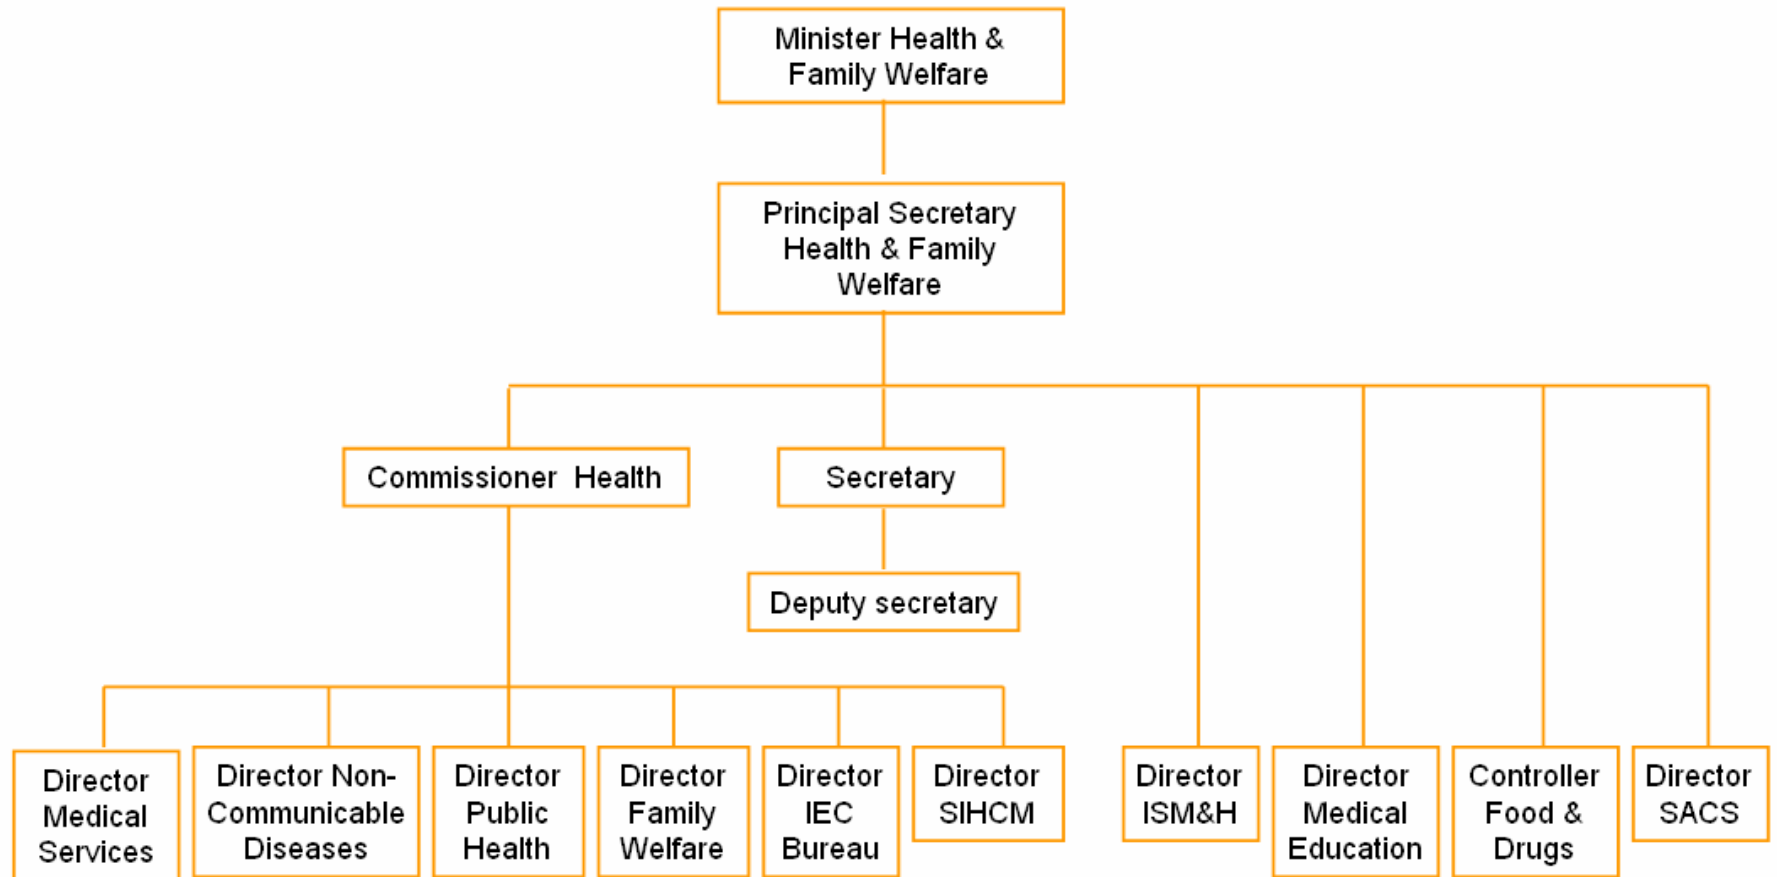 Minister Health &
Family Welfare
Principal Secretary
Health & Family
Welfare
Commissioner Health
Secretary
Deputy secretary
Director
Medical
Services
Director Non-
Communicable
Diseases
Director
Public
Health
Director
Family
Welfare
Director
IEC
Bureau
Director
SIHCM
Director
ISM&H
Director
Medical
Education
Controller
Food &
Drugs
Director
SACS